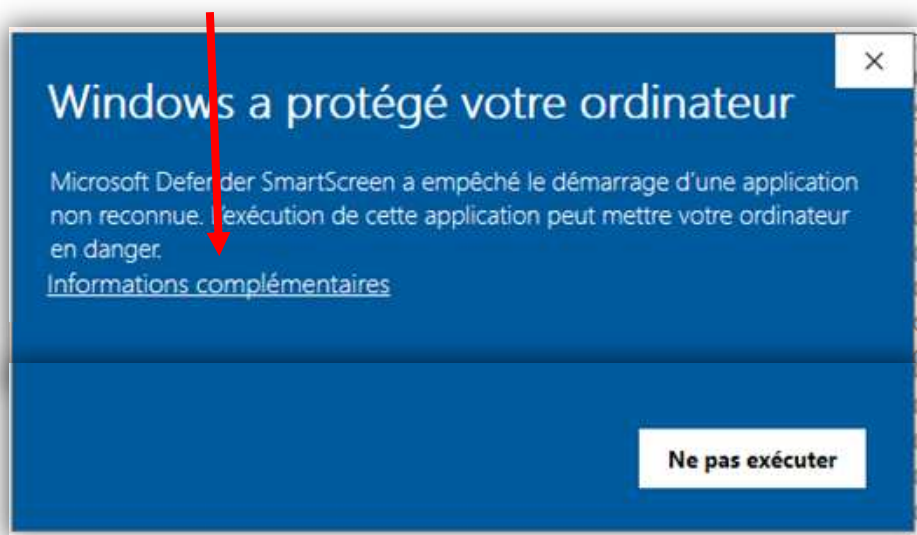 Windows a protégé votre ordinateur
Microsoft Defender SmartScreen a empêché le démarrage d'une application
non reconnue. L'exécution de cette application peut mettre votre ordinateur
en danger.
Informations complémentaires
Ne pas exécuter